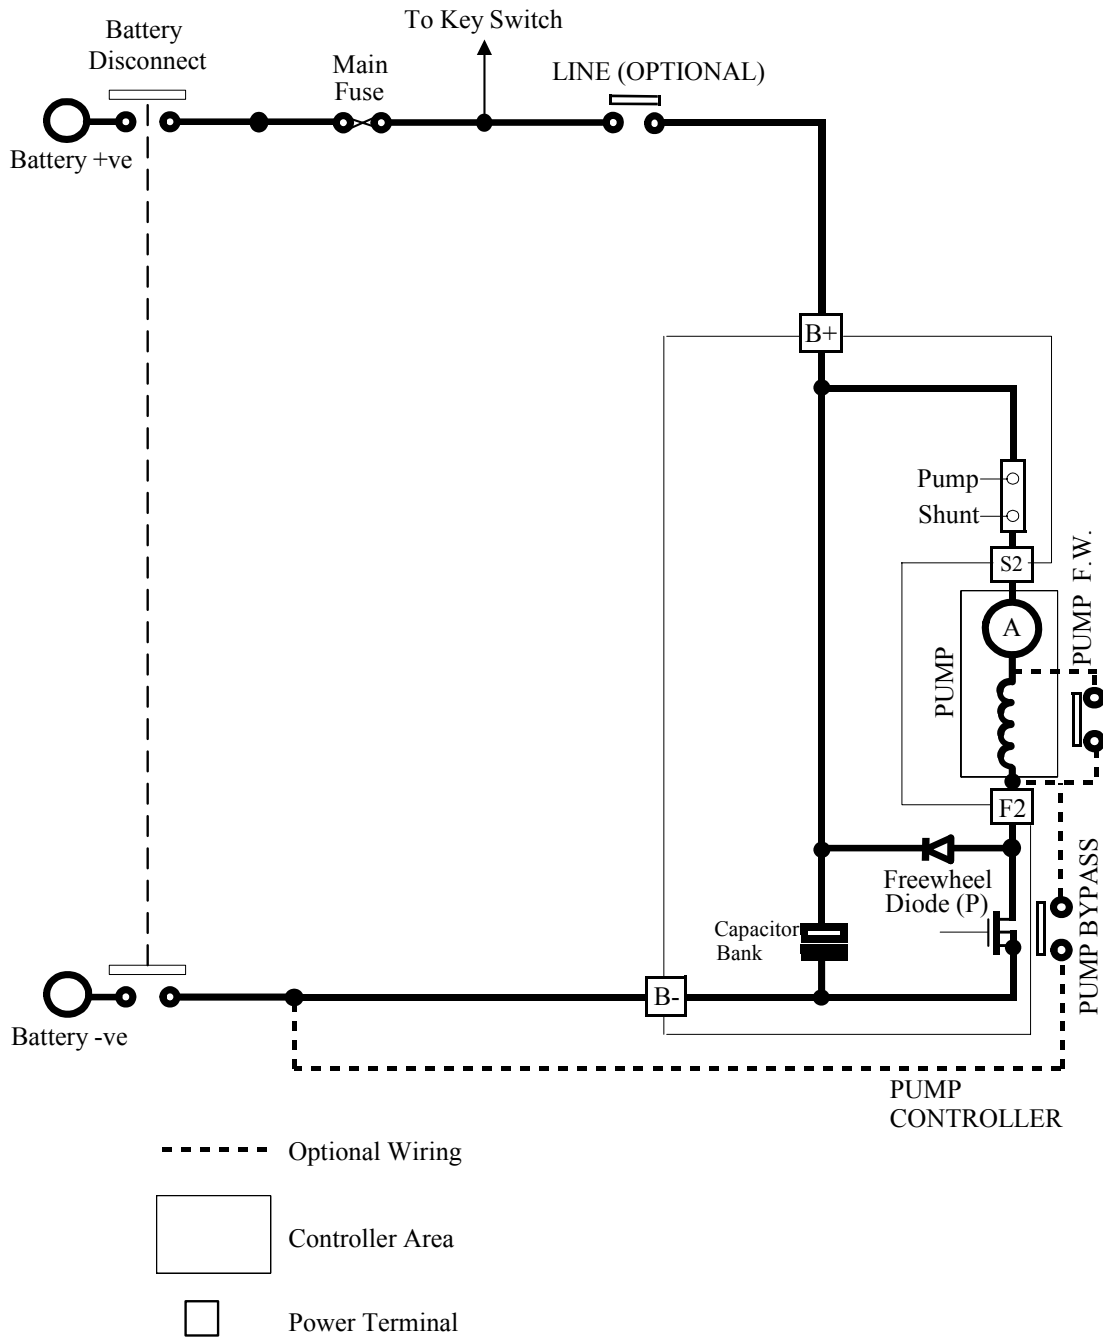 To Key Switch
Battery
Disconnect
Main
Fuse
LINE (OPTIONAL)
Battery +ve
B+
Pump
Shunt
S2
PUMP F.W.
A
PUMP
F2
Freewheel
Diode (P)
PUMP BYPASS
Capacitor
Bank
B-
Battery -ve
PUMP
CONTROLLER
Optional Wiring
Controller Area
Power Terminal